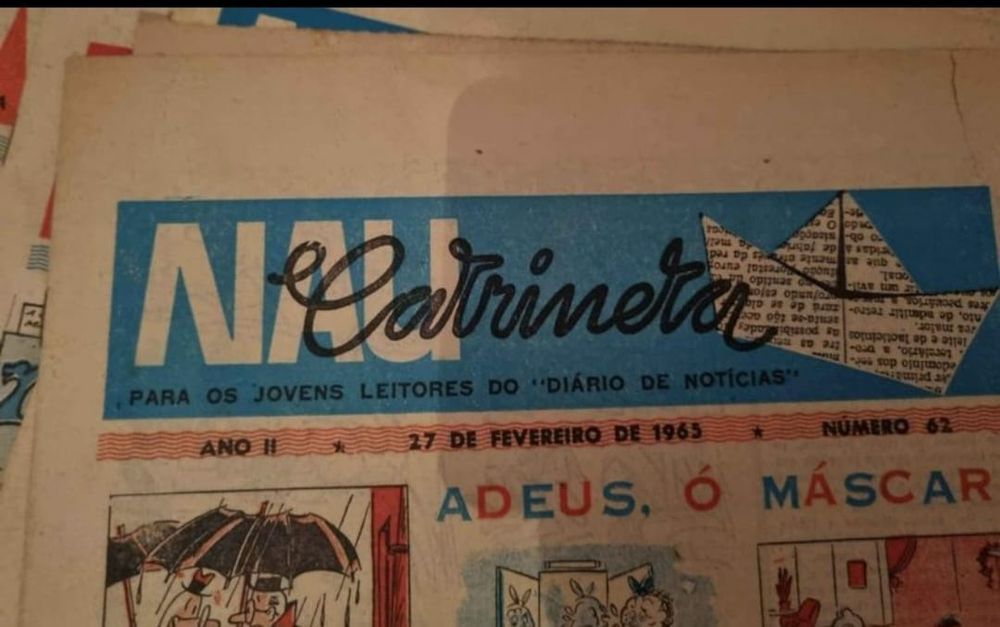 NAU Catrineta
PARA OS JOVENS LEITORES DO "DIÁRIO DE NOTÍCIAS"
ANO II ★ 27 DE FEVEREIRO DE 1965 ★ NÚMERO 62
ADEUS, Ó MÁSCAR